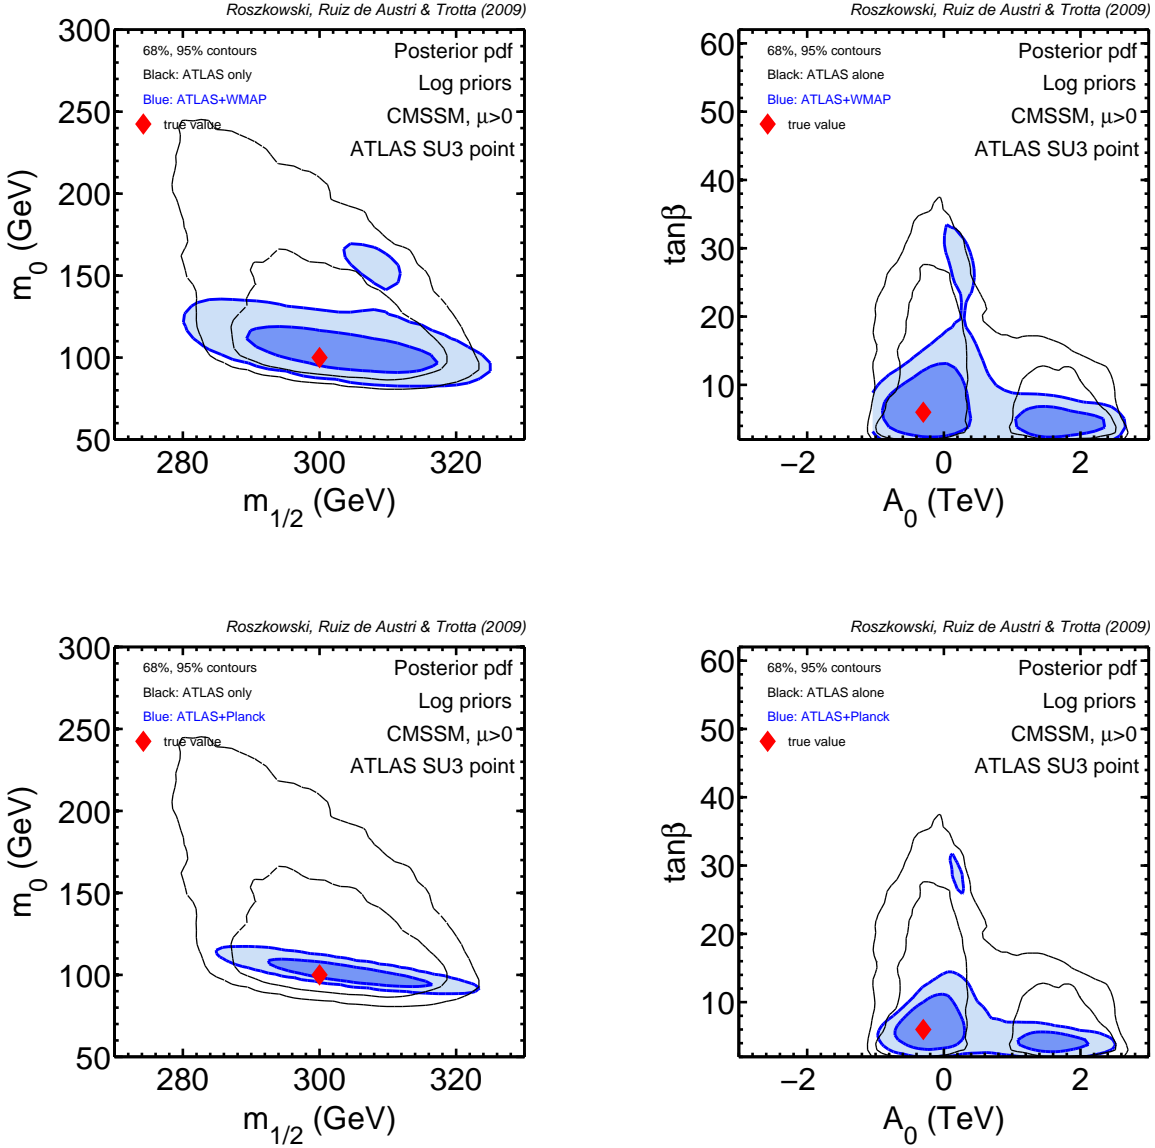 Roszkowski, Ruiz de Austri & Trotta (2009)
300
250
200
150
100
50
m0 (GeV)
68%, 95% contours
Black: ATLAS only
Blue: ATLAS+WMAP
true value
Posterior pdf
Log priors
CMSSM, μ>0
ATLAS SU3 point
280 300 320
m1/2 (GeV)
Roszkowski, Ruiz de Austri & Trotta (2009)
60
50
40
30
20
10
tanβ
68%, 95% contours
Black: ATLAS alone
Blue: ATLAS+WMAP
true value
Posterior pdf
Log priors
CMSSM, μ>0
ATLAS SU3 point
−2 0 2
A0 (TeV)
Roszkowski, Ruiz de Austri & Trotta (2009)
300
250
200
150
100
50
m0 (GeV)
68%, 95% contours
Black: ATLAS only
Blue: ATLAS+Planck
true value
Posterior pdf
Log priors
CMSSM, μ>0
ATLAS SU3 point
280 300 320
m1/2 (GeV)
Roszkowski, Ruiz de Austri & Trotta (2009)
60
50
40
30
20
10
tanβ
68%, 95% contours
Black: ATLAS alone
Blue: ATLAS+Planck
true value
Posterior pdf
Log priors
CMSSM, μ>0
ATLAS SU3 point
−2 0 2
A0 (TeV)